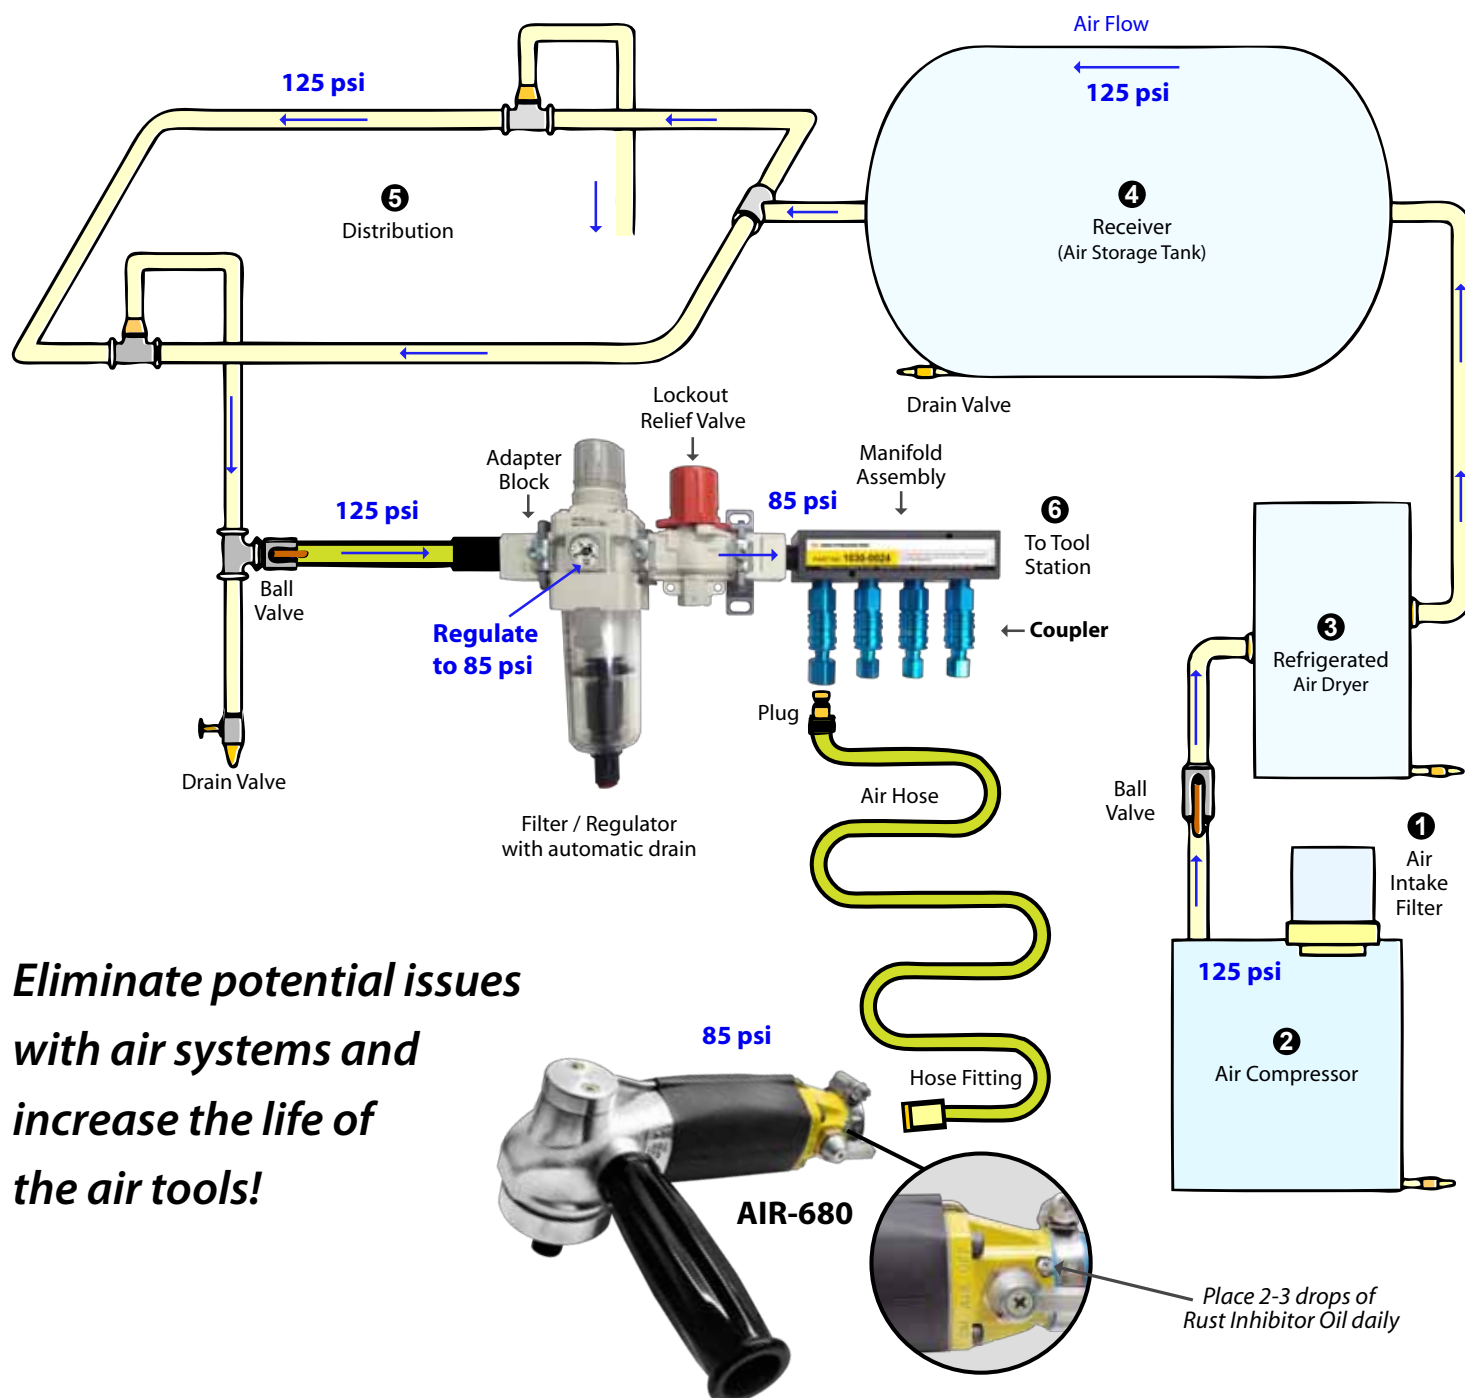 Air Flow
125 psi
125 psi
5
Distribution
4
Receiver
(Air Storage Tank)
Drain Valve
Lockout
Relief Valve
Adapter
Block
Manifold
Assembly
125 psi
85 psi
6
To Tool
Station
1030-0024
Ball
Valve
Regulate
to 85 psi
Coupler
3
Refrigerated
Air Dryer
Plug
Drain Valve
Air Hose
Ball
Valve
Filter / Regulator
with automatic drain
1
Air
Intake
Filter
125 psi
2
Air Compressor
Eliminate potential issues
with air systems and
increase the life of
the air tools!
85 psi
Hose Fitting
AIR-680
Place 2-3 drops of
Rust Inhibitor Oil daily